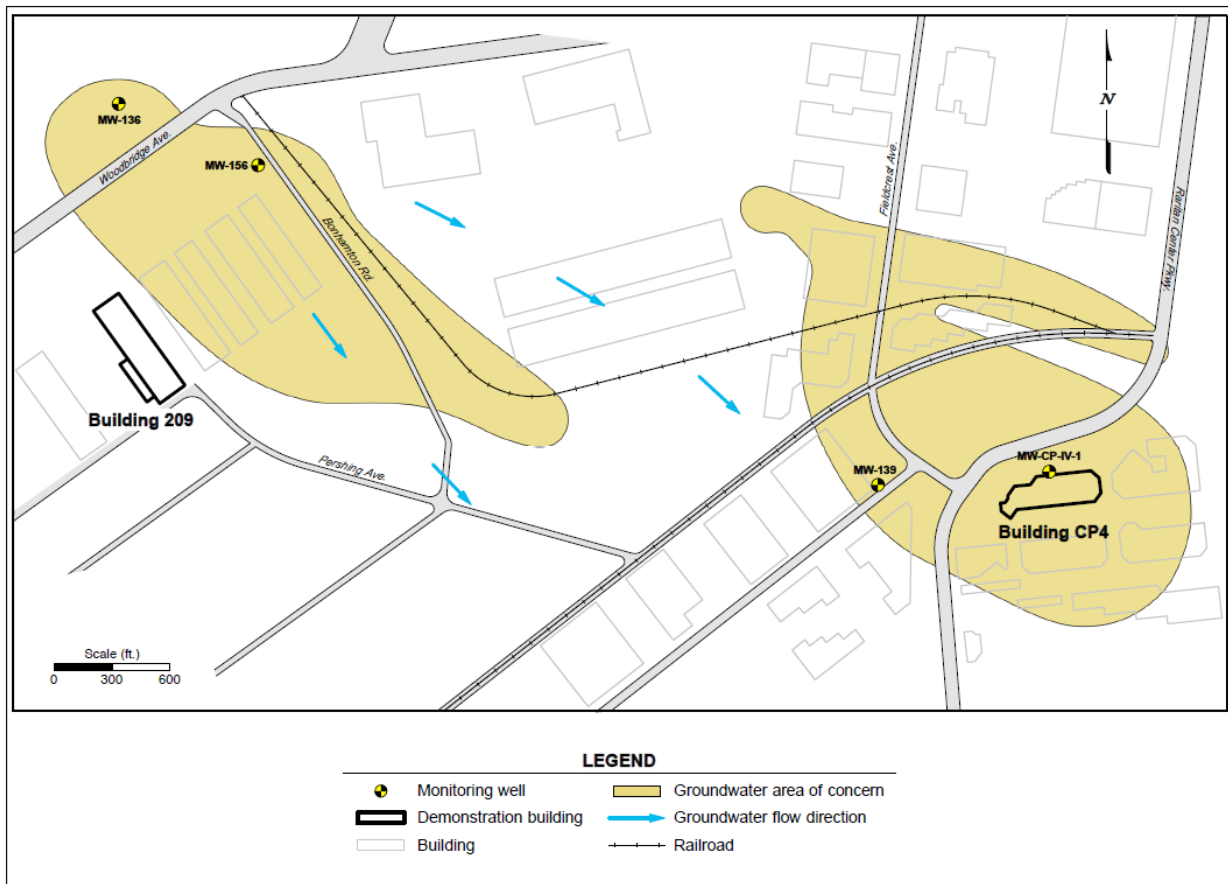 MW-136
Woodbridge Ave.
MW-156
Bonhamton Rd.
Fieldcrest Ave.
N
Raritan Center Pkwy.
Building 209
Pershing Ave.
MW-139
MW-CP-IV-1
Building CP4
Scale (ft.)
0 300 600
LEGEND
Monitoring well
Groundwater area of concern
Demonstration building
Groundwater flow direction
Building
Railroad